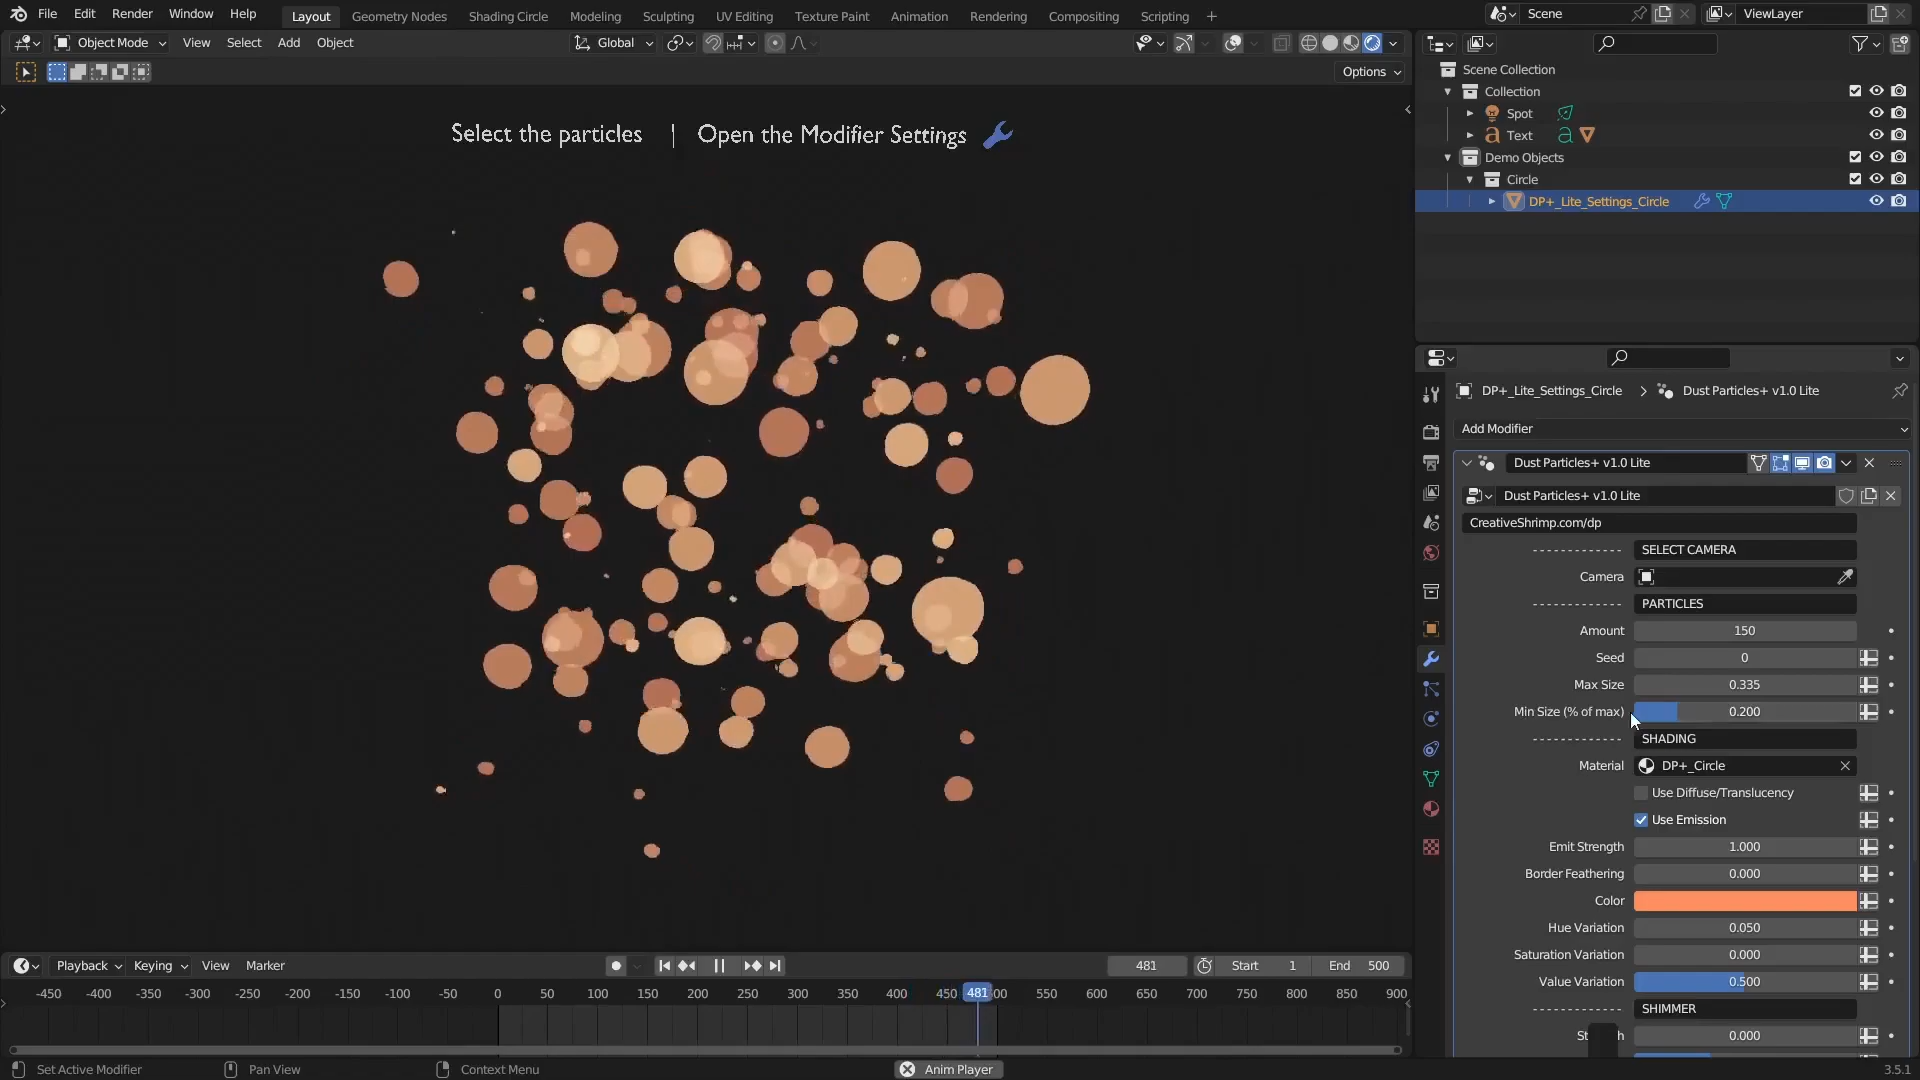 File Edit Render Window Help Layout Geometry Nodes Shading Circle Modeling Sculpting UV Editing Texture Paint Animation Rendering Compositing Scripting + Scene ViewLayer
Object Mode View Select Add Object Global
Options
Scene Collection
Collection
Spot
Text
Demo Objects
Circle
DP+_Lite_Settings_Circle
Select the particles | Open the Modifier Settings
DP+_Lite_Settings_Circle > Dust Particles+ v1.0 Lite
Add Modifier
Dust Particles+ v1.0 Lite
Dust Particles+ v1.0 Lite
CreativeShrimp.com/dp
------------- SELECT CAMERA
Camera
------------- PARTICLES
Amount 150
Seed 0
Max Size 0.335
Min Size (% of max) 0.200
------------- SHADING
Material DP+_Circle
Use Diffuse/Translucency
Use Emission
Emit Strength 1.000
Border Feathering 0.000
Color
Hue Variation 0.050
Saturation Variation 0.000
Value Variation 0.500
------------- SHIMMER
0.000
Playback Keying View Marker 481 Start 1 End 500
-450 -400 -350 -300 -250 -200 -150 -100 -50 0 50 100 150 200 250 300 350 400 450 481 550 600 650 700 750 800 850 900
Set Active Modifier Pan View Context Menu Anim Player 3.5.1